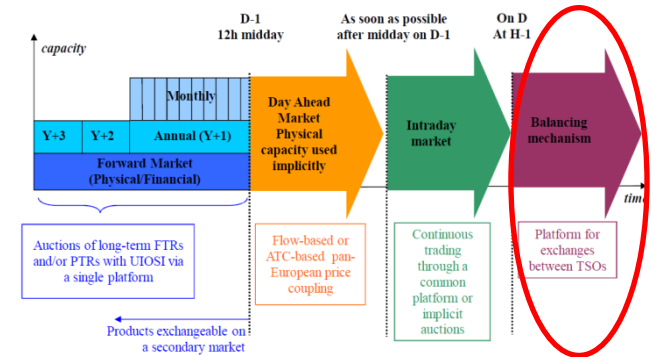 capacity
D-1
12h midday
As soon as possible
after midday on D-1
On D
At H-1
Monthly
Y+3
Y+2
Annual (Y+1)
Forward Market
(Physical/Financial)
Day Ahead
Market
Physical
capacity used
implicitly
Intraday
market
Balancing
mechanism
time
Auctions of long-term FTRs
and/or PTRs with UIOSI via
a single platform
Flow-based or
ATC-based pan-
European price
coupling
Continuous
trading
through a
common
platform or
implicit
auctions
Platform for
exchanges
between TSOs
Products exchangeable on
a secondary market